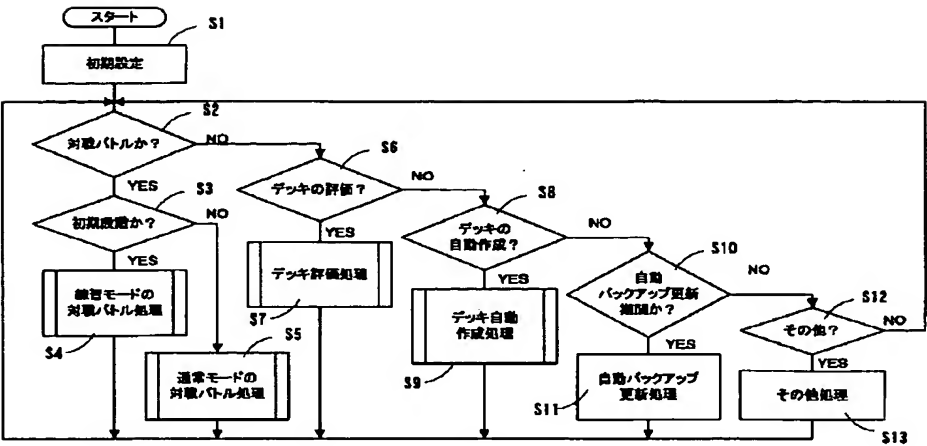 スタート
S1
初期設定
S2
対戦バトルか？
NO
YES
S3
初期段階か？
NO
YES
練習モードの
対戦バトル処理
S4
S5
通常モードの
対戦バトル処理
S6
デッキの評価？
NO
YES
デッキ評価処理
S7
S8
デッキの
自動作成？
NO
YES
デッキ自動
作成処理
S9
S10
自動
バックアップ更新
期間か？
NO
YES
自動バックアップ
更新処理
S11
S12
その他？
NO
YES
その他処理
S13